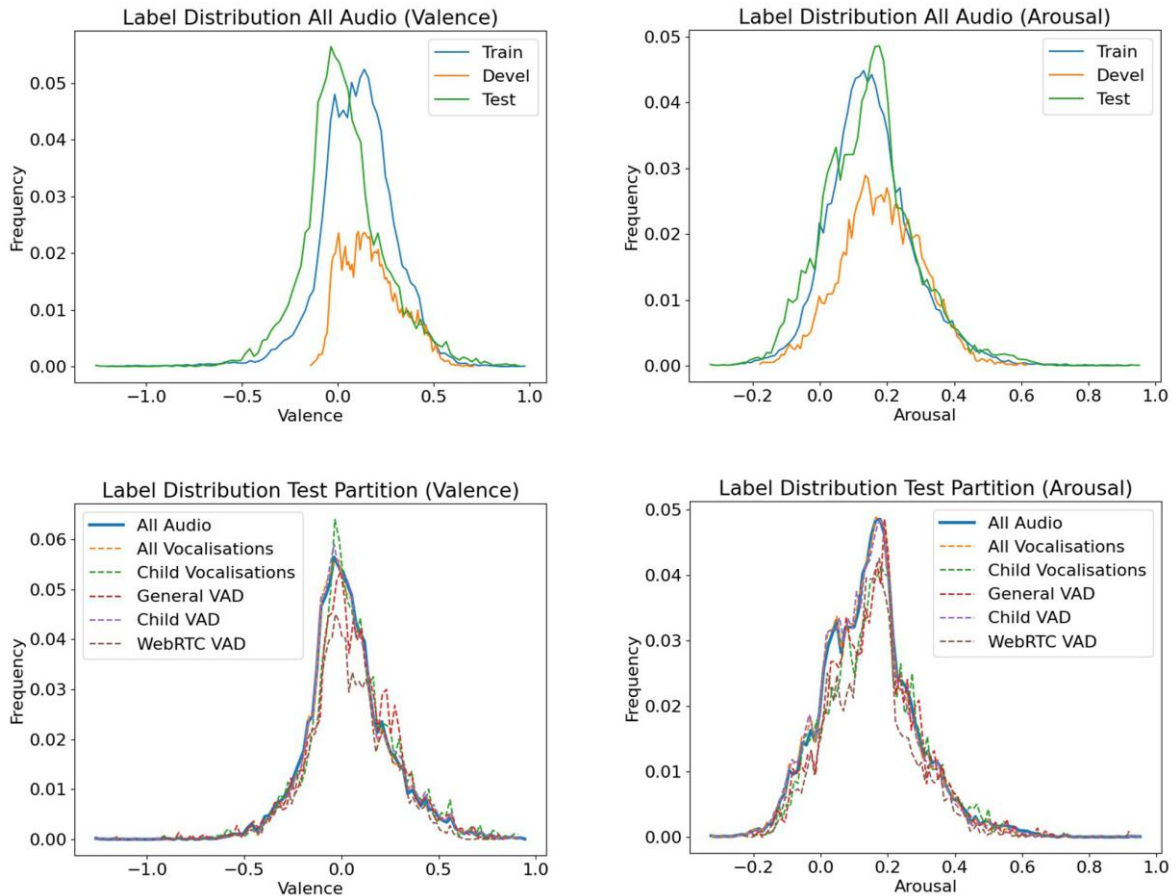 Label Distribution All Audio (Valence)
Train
Devel
Test
0.05
0.04
0.03
0.02
0.01
0.00
Frequency
−1.0 −0.5 0.0 0.5 1.0
Valence
Label Distribution All Audio (Arousal)
Train
Devel
Test
0.05
0.04
0.03
0.02
0.01
0.00
Frequency
−0.2 0.0 0.2 0.4 0.6 0.8 1.0
Arousal
Label Distribution Test Partition (Valence)
All Audio
All Vocalisations
Child Vocalisations
General VAD
Child VAD
WebRTC VAD
0.06
0.05
0.04
0.03
0.02
0.01
0.00
Frequency
−1.0 −0.5 0.0 0.5 1.0
Valence
Label Distribution Test Partition (Arousal)
All Audio
All Vocalisations
Child Vocalisations
General VAD
Child VAD
WebRTC VAD
0.05
0.04
0.03
0.02
0.01
0.00
Frequency
−0.2 0.0 0.2 0.4 0.6 0.8 1.0
Arousal